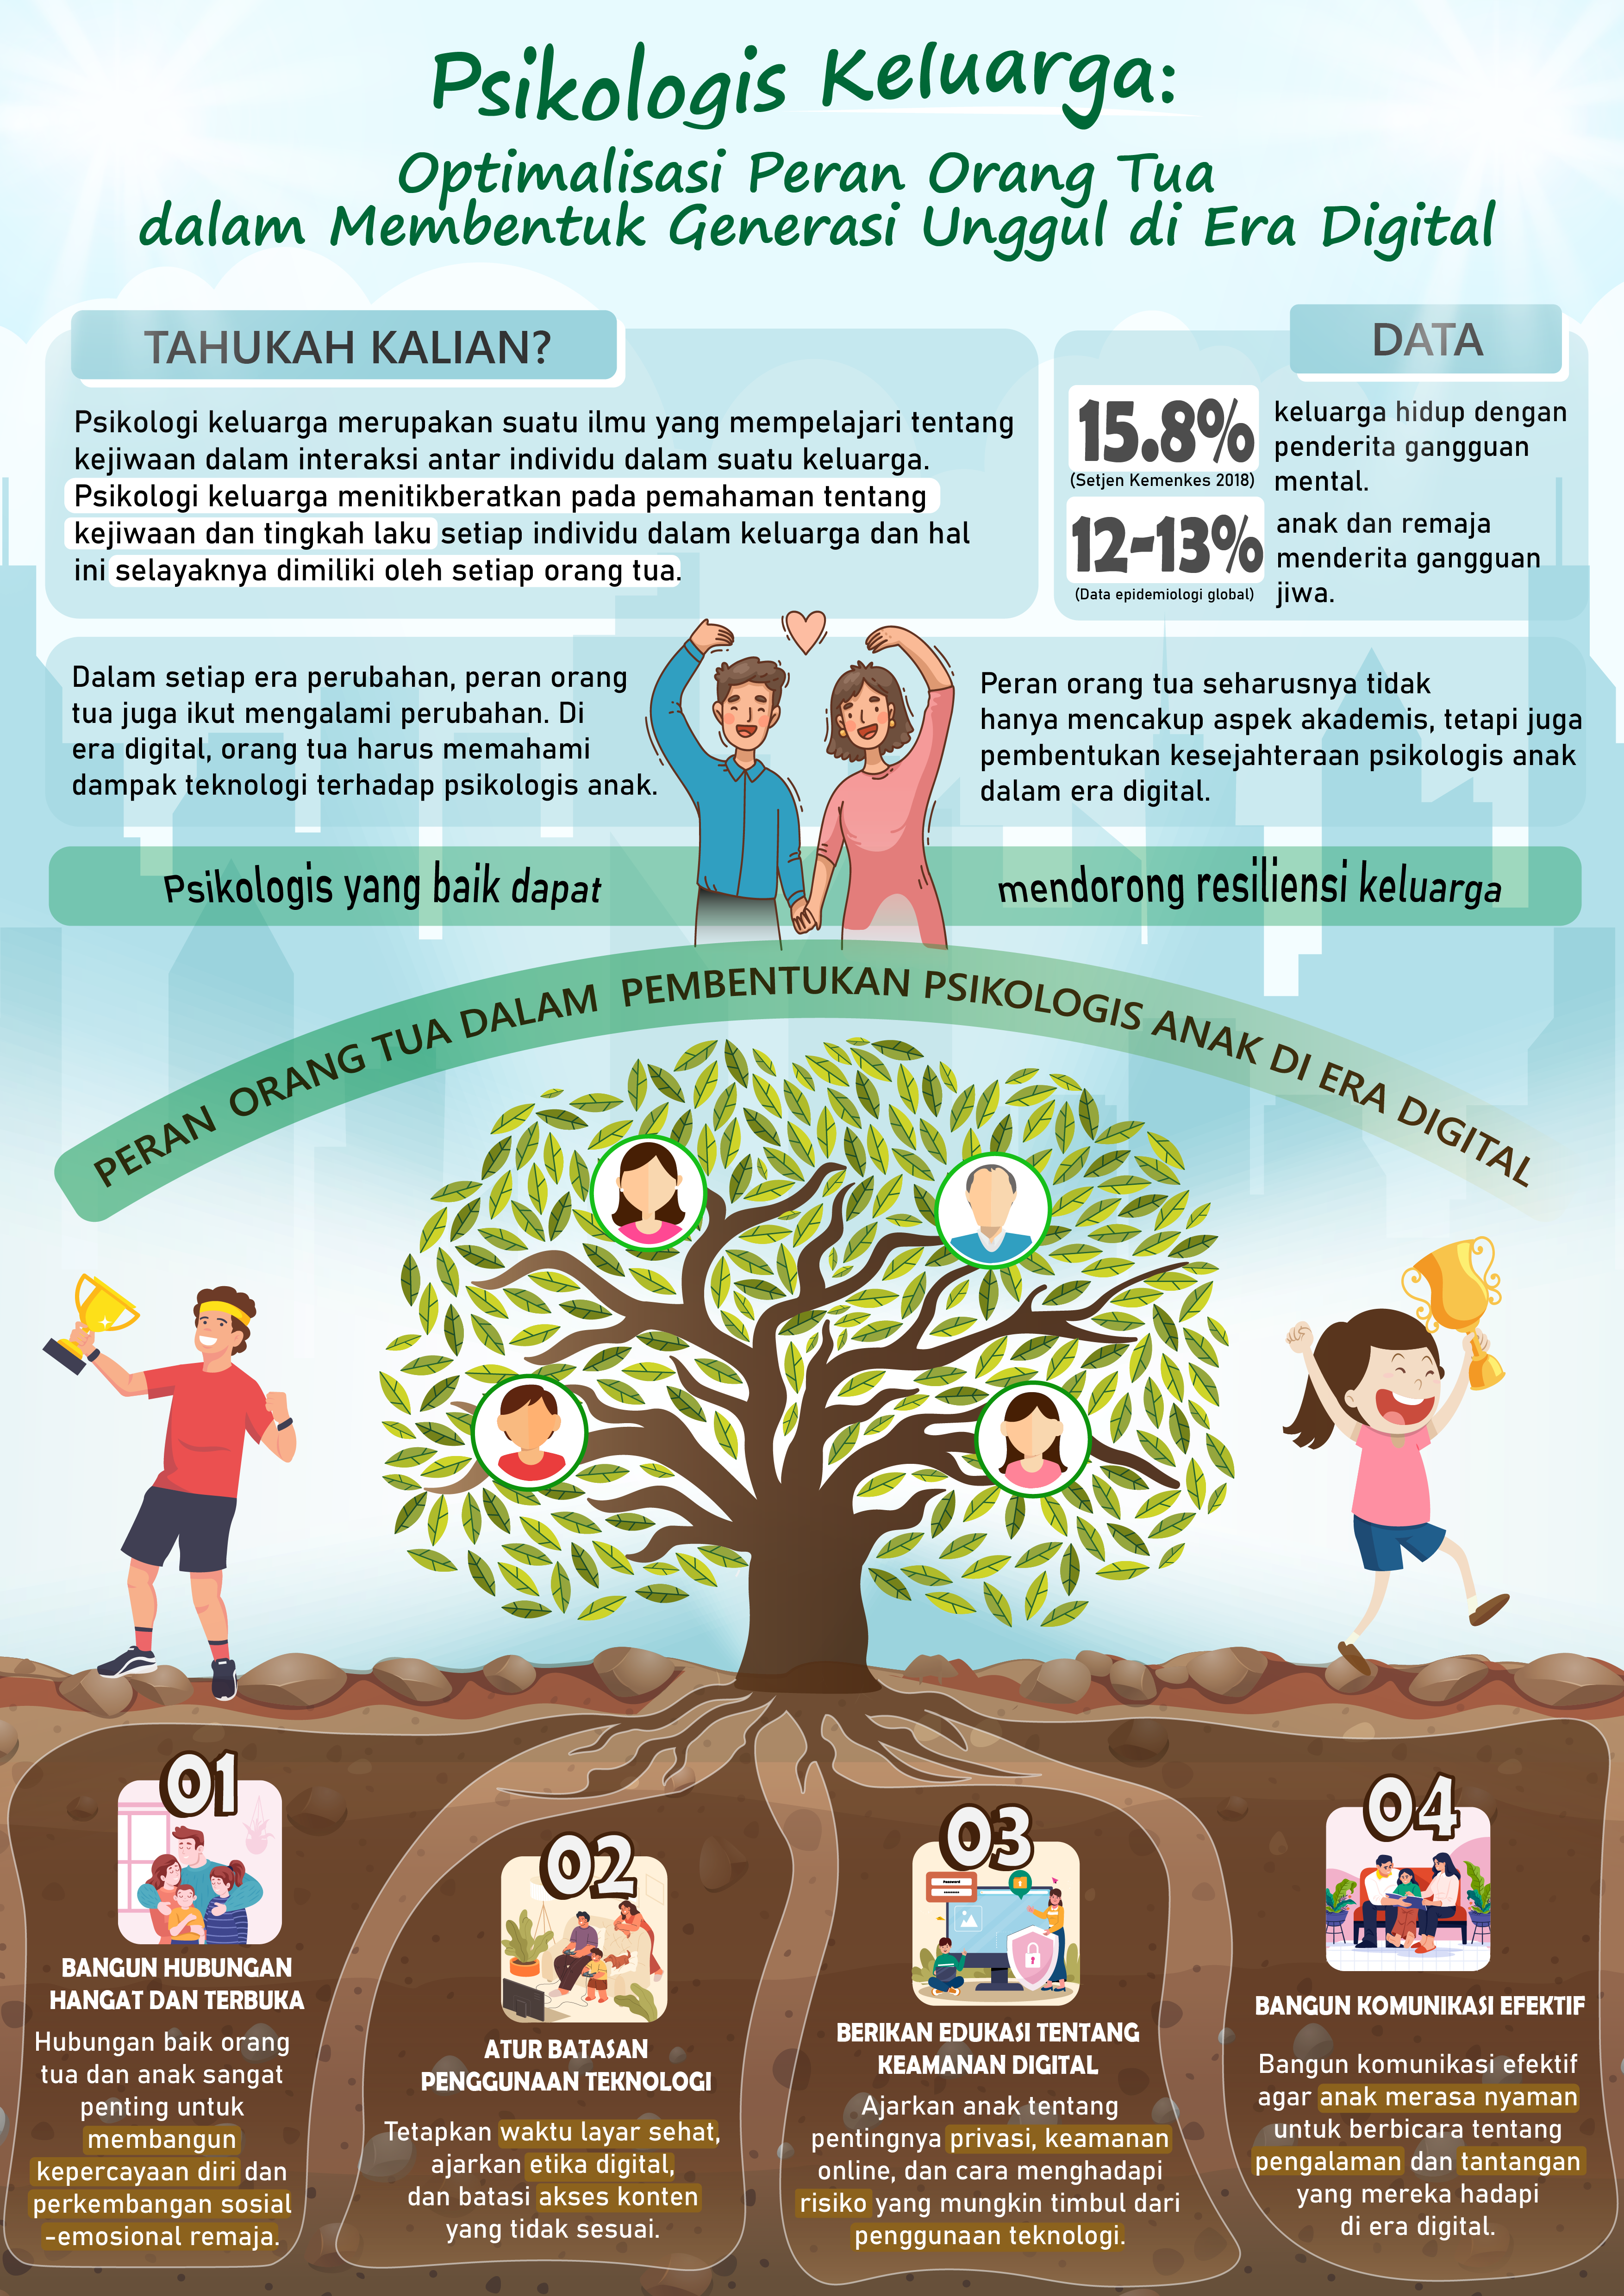 Psikologis Keluarga:
Optimalisasi Peran Orang Tua
dalam Membentuk Generasi Unggul di Era Digital
TAHUKAH KALIAN?
Psikologi keluarga merupakan suatu ilmu yang mempelajari tentang
kejiwaan dalam interaksi antar individu dalam suatu keluarga.
Psikologi keluarga menitikberatkan pada pemahaman tentang
kejiwaan dan tingkah laku setiap individu dalam keluarga dan hal
ini selayaknya dimiliki oleh setiap orang tua.
DATA
15.8%
(Setjen Kemenkes 2018)
keluarga hidup dengan
penderita gangguan
mental.
12-13%
(Data epidemiologi global)
anak dan remaja
menderita gangguan
jiwa.
Dalam setiap era perubahan, peran orang
tua juga ikut mengalami perubahan. Di
era digital, orang tua harus memahami
dampak teknologi terhadap psikologis anak.
Peran orang tua seharusnya tidak
hanya mencakup aspek akademis, tetapi juga
pembentukan kesejahteraan psikologis anak
dalam era digital.
Psikologis yang baik dapat
mendorong resiliensi keluarga
PERAN ORANG TUA DALAM PEMBENTUKAN PSIKOLOGIS ANAK DI ERA DIGITAL
01
BANGUN HUBUNGAN
HANGAT DAN TERBUKA
Hubungan baik orang
tua dan anak sangat
penting untuk
membangun
kepercayaan diri dan
perkembangan sosial
-emosional remaja.
02
ATUR BATASAN
PENGGUNAAN TEKNOLOGI
Tetapkan waktu layar sehat,
ajarkan etika digital,
dan batasi akses konten
yang tidak sesuai.
03
Password
BERIKAN EDUKASI TENTANG
KEAMANAN DIGITAL
Ajarkan anak tentang
pentingnya privasi, keamanan
online, dan cara menghadapi
risiko yang mungkin timbul dari
penggunaan teknologi.
04
BANGUN KOMUNIKASI EFEKTIF
Bangun komunikasi efektif
agar anak merasa nyaman
untuk berbicara tentang
pengalaman dan tantangan
yang mereka hadapi
di era digital.